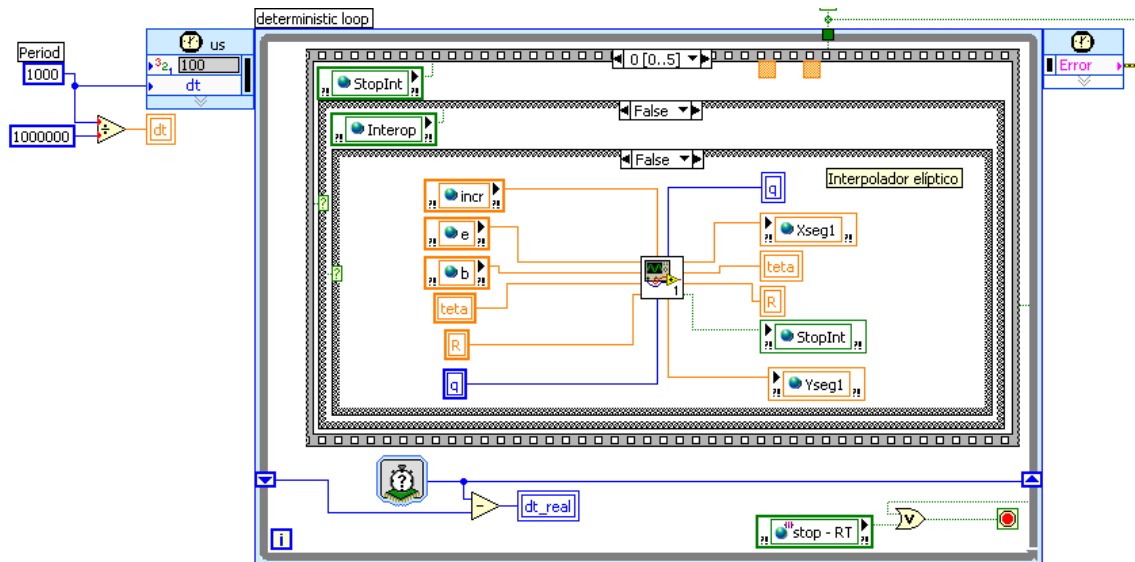 deterministic loop
Period
1000
1000000
÷
dt
us
321
100
dt
Error
0 [0..5]
StopInt
?!
?!
False
Interop
?!
?!
False
Interpolador elíptico
incr
?!
?!
e
?!
?!
b
?!
?!
teta
R
q
1
q
Xseg1
?!
?!
teta
R
StopInt
?!
?!
Yseg1
?!
?!
?
?
?
-
dt_real
i
stop - RT
?!
?!
V